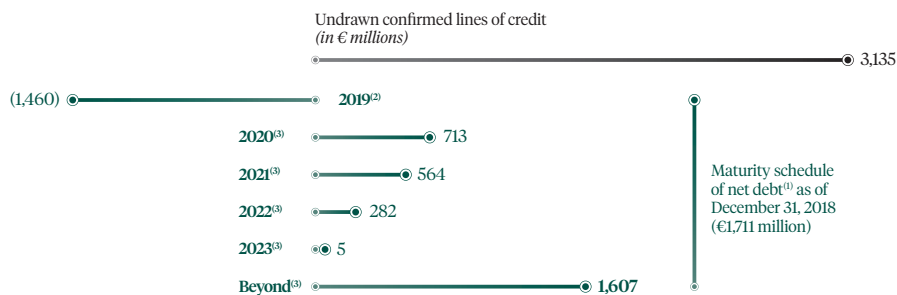 Undrawn confirmed lines of credit
(in € millions)
3,135
(1,460)
2019(2)
2020(3) 713
2021(3) 564
2022(3) 282
2023(3) 5
Beyond(3) 1,607
Maturity schedule
of net debt(1) as of
December 31, 2018
(€1,711 million)